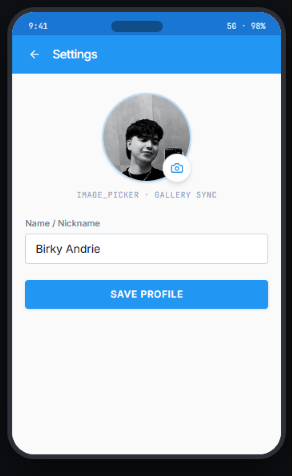 9:41 5G · 98%
← Settings
IMAGE_PICKER · GALLERY SYNC
Name / Nickname
Birky Andrie
SAVE PROFILE